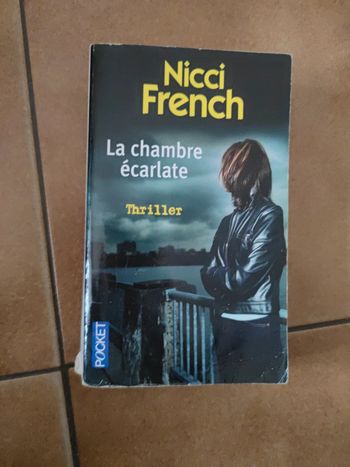 Nicci
French
La chambre
écarlate
Thriller
POCKET